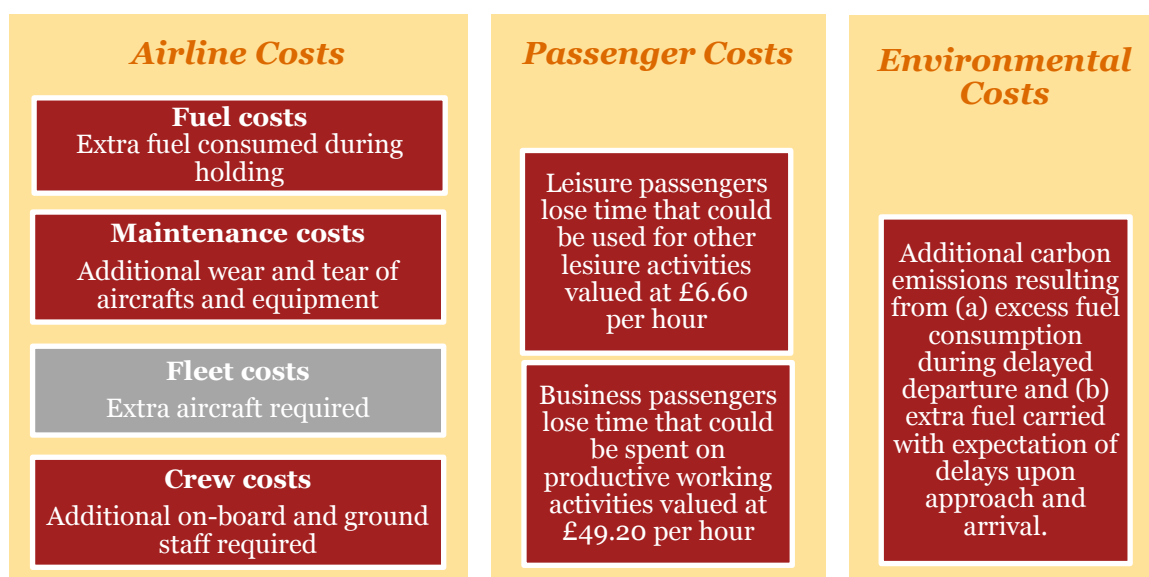 Airline Costs
Fuel costs
Extra fuel consumed during
holding
Maintenance costs
Additional wear and tear of
aircrafts and equipment
Fleet costs
Extra aircraft required
Crew costs
Additional on-board and ground
staff required
Passenger Costs
Leisure passengers
lose time that could
be used for other
lesiure activities
valued at £6.60
per hour
Business passengers
lose time that could
be spent on
productive working
activities valued at
£49.20 per hour
Environmental
Costs
Additional carbon
emissions resulting
from (a) excess fuel
consumption
during delayed
departure and (b)
extra fuel carried
with expectation of
delays upon
approach and
arrival.